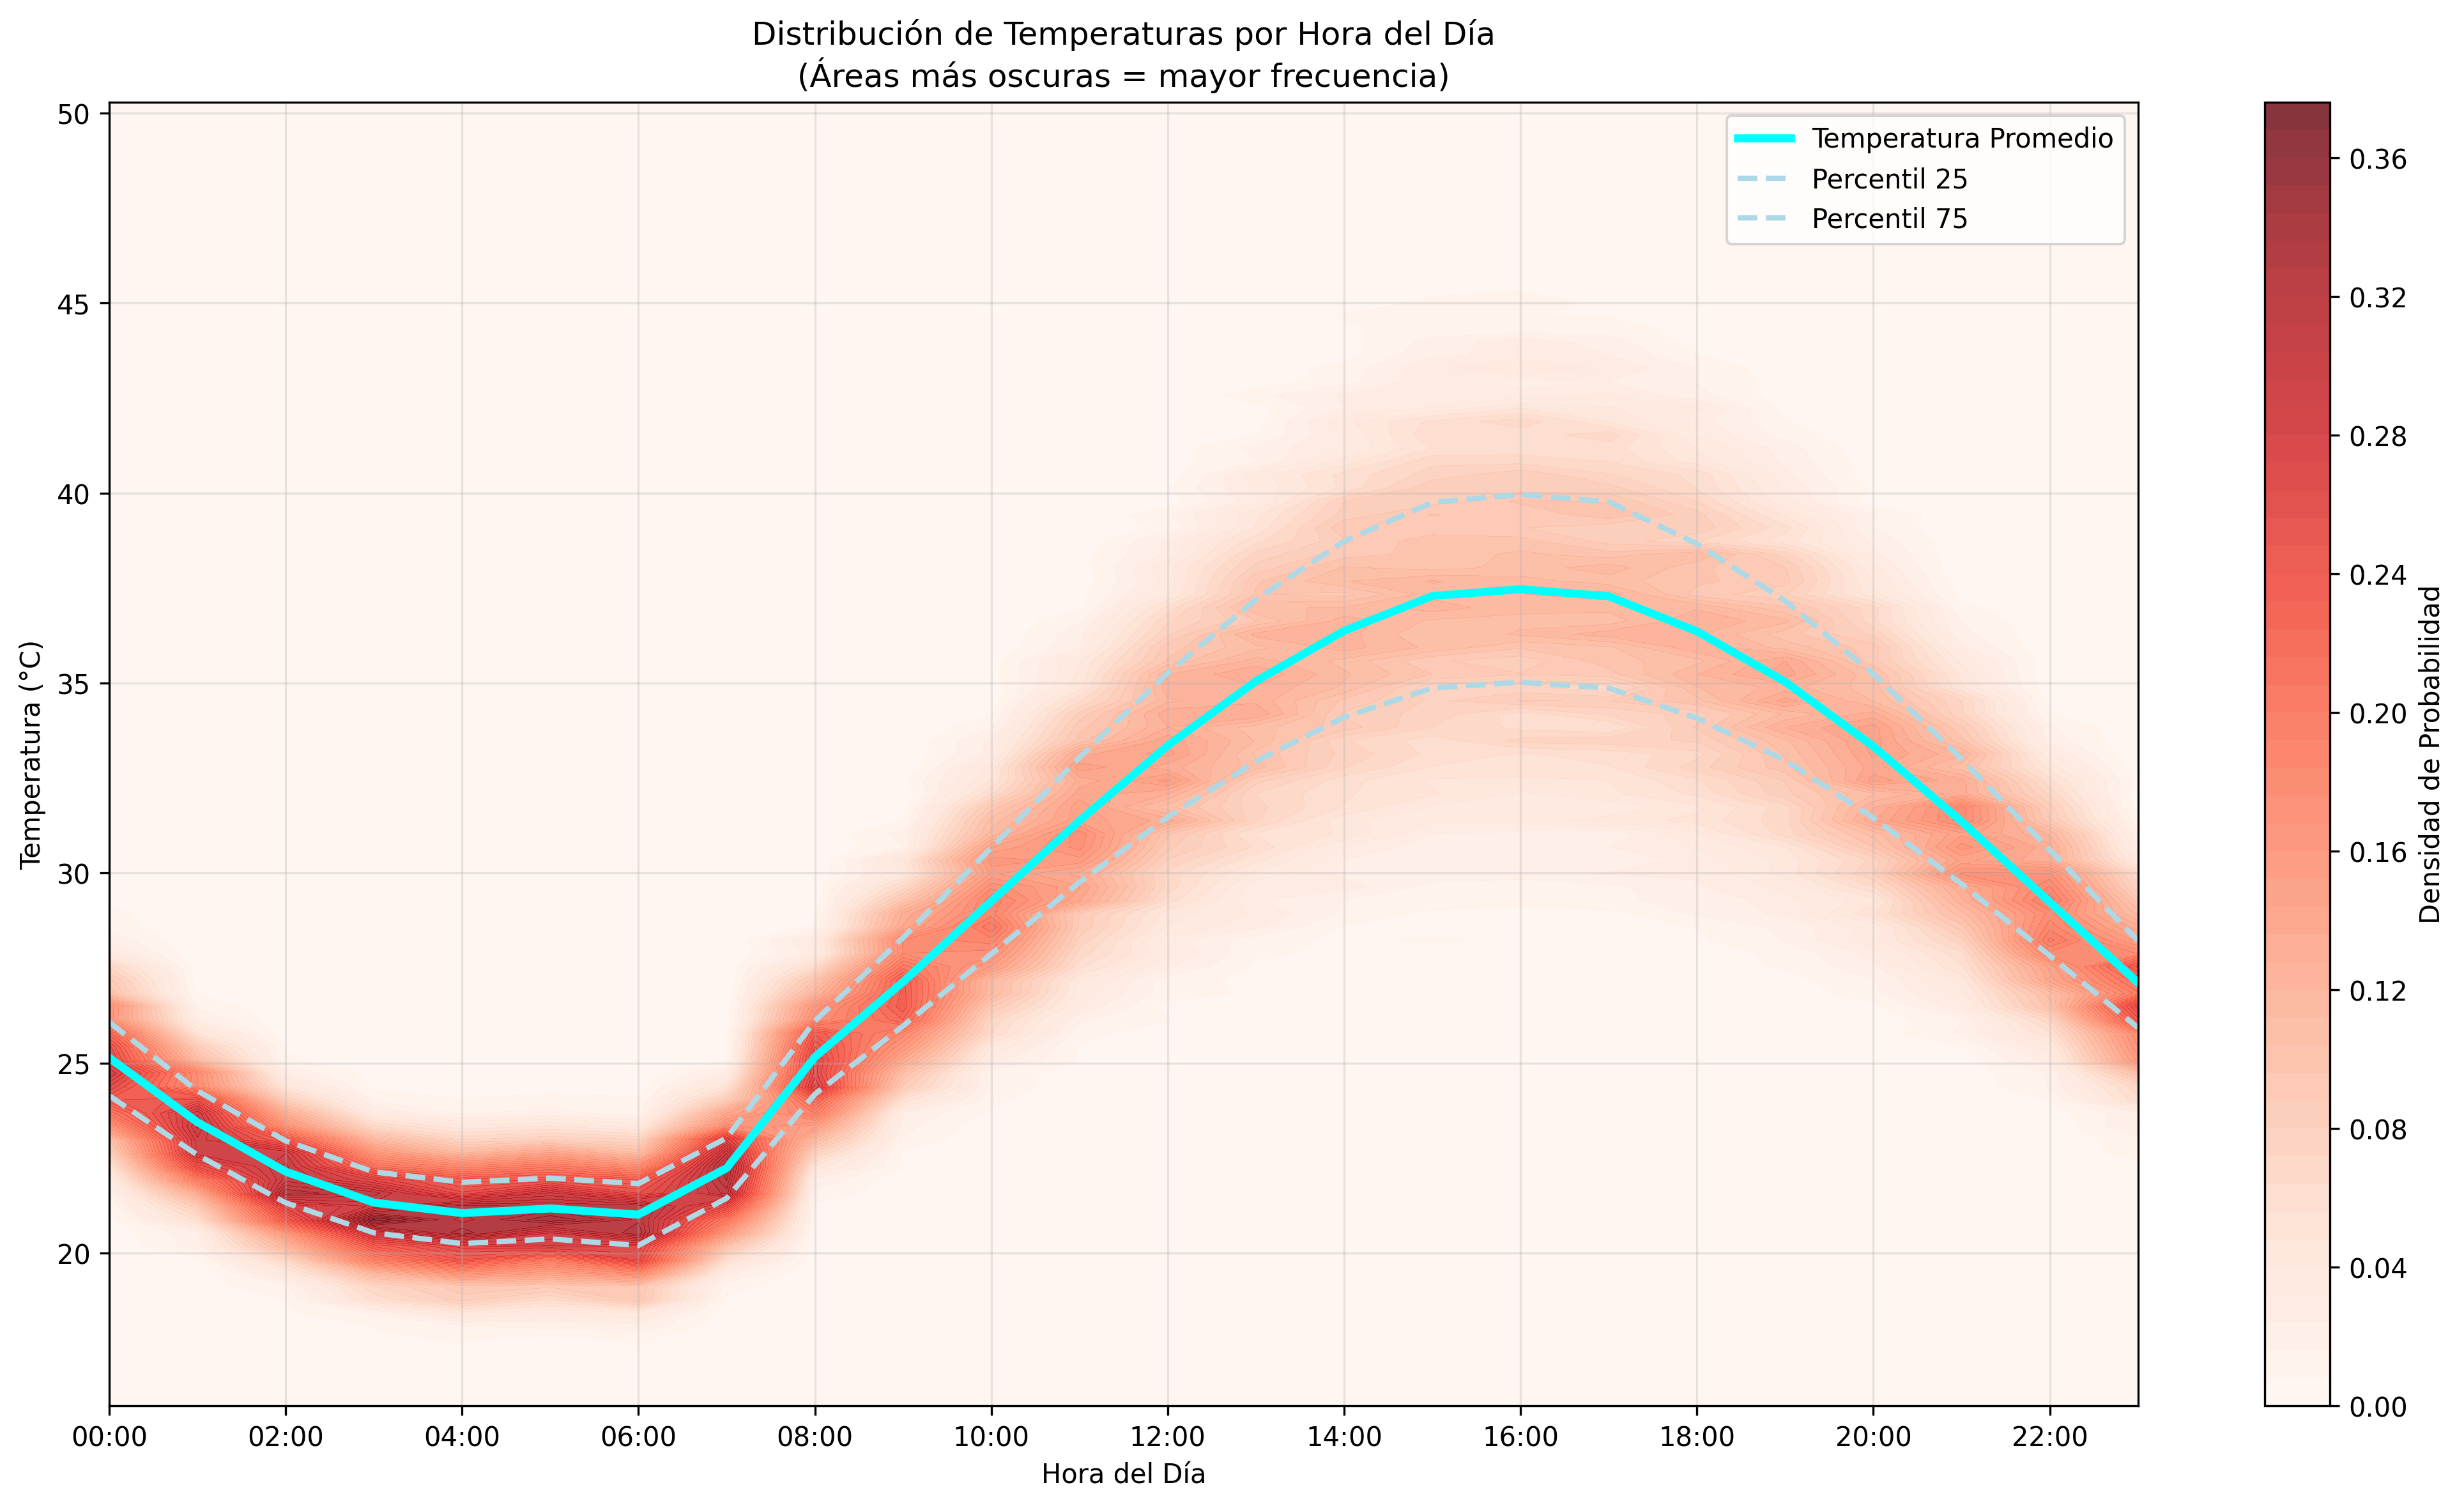 Distribución de Temperaturas por Hora del Día
(Áreas más oscuras = mayor frecuencia)
Temperatura Promedio
Percentil 25
Percentil 75
50
45
40
35
30
25
20
Temperatura (°C)
00:00 02:00 04:00 06:00 08:00 10:00 12:00 14:00 16:00 18:00 20:00 22:00
Hora del Día
0.36
0.32
0.28
0.24
0.20
0.16
0.12
0.08
0.04
0.00
Densidad de Probabilidad